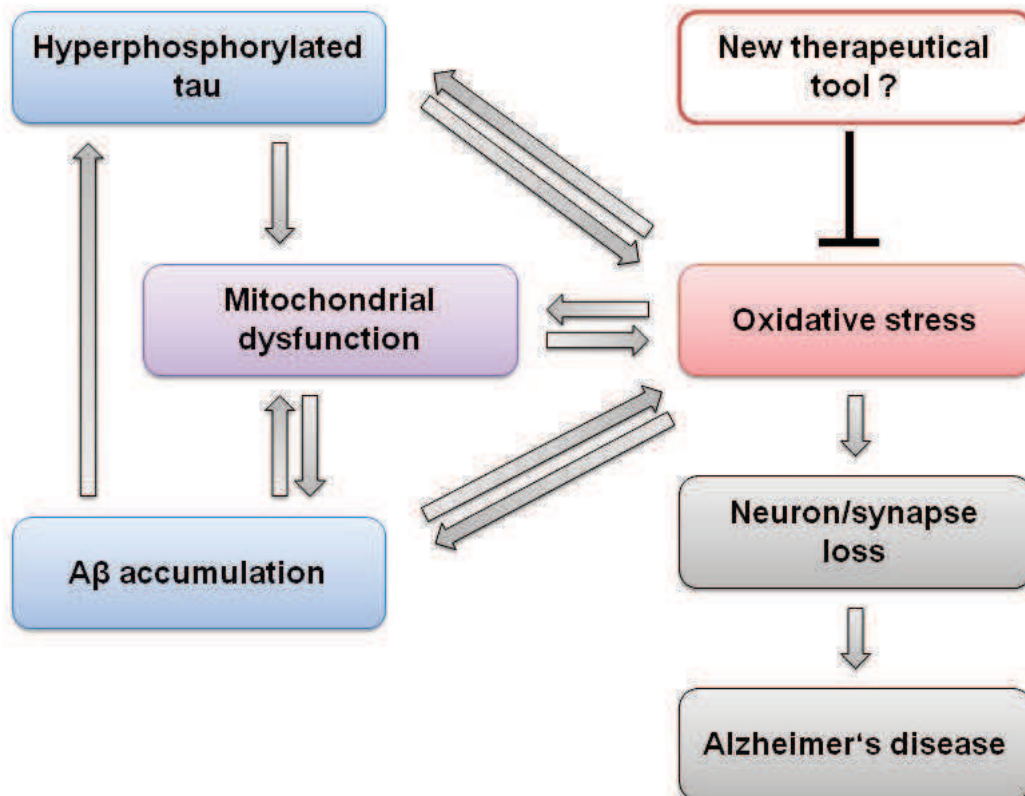 Hyperphosphorylated
tau
New therapeutical
tool ?
Mitochondrial
dysfunction
Oxidative stress
Aβ accumulation
Neuron/synapse
loss
Alzheimer‘s disease